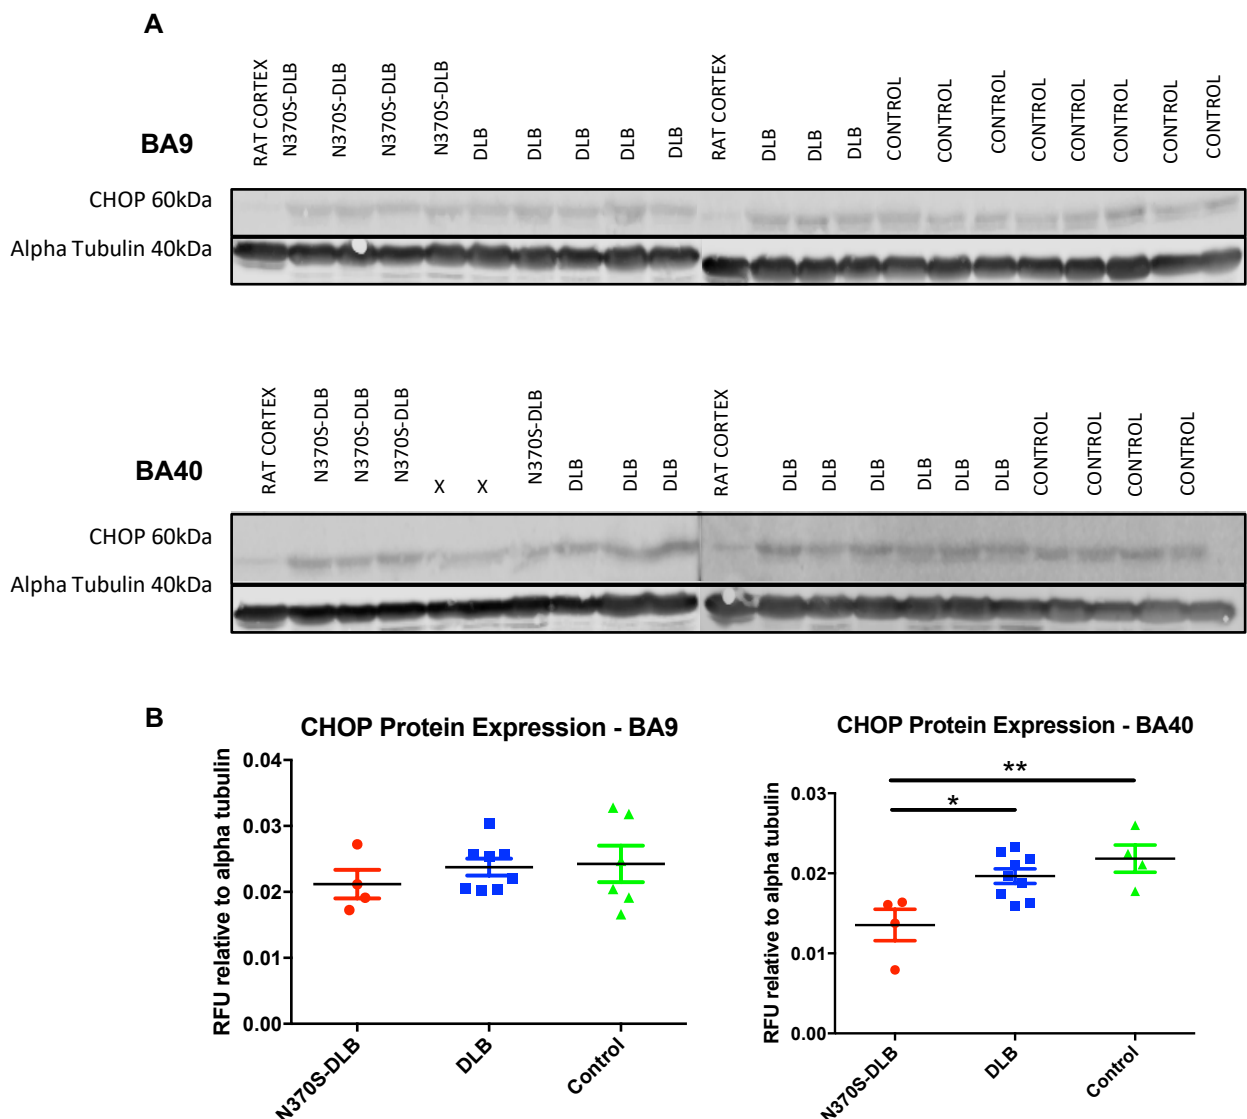 A
RAT CORTEX
N370S-DLB
N370S-DLB
N370S-DLB
N370S-DLB
DLB
DLB
DLB
DLB
DLB
RAT CORTEX
DLB
DLB
DLB
CONTROL
CONTROL
CONTROL
CONTROL
CONTROL
CONTROL
CONTROL
CONTROL
BA9
CHOP 60kDa
Alpha Tubulin 40kDa
RAT CORTEX
N370S-DLB
N370S-DLB
N370S-DLB
X
X
N370S-DLB
DLB
DLB
DLB
RAT CORTEX
DLB
DLB
DLB
DLB
DLB
DLB
CONTROL
CONTROL
CONTROL
CONTROL
BA40
CHOP 60kDa
Alpha Tubulin 40kDa
B
CHOP Protein Expression - BA9
RFU relative to alpha tubulin
0.04
0.03
0.02
0.01
0.00
N370S-DLB
DLB
Control
CHOP Protein Expression - BA40
RFU relative to alpha tubulin
**
*
0.03
0.02
0.01
0.00
N370S-DLB
DLB
Control